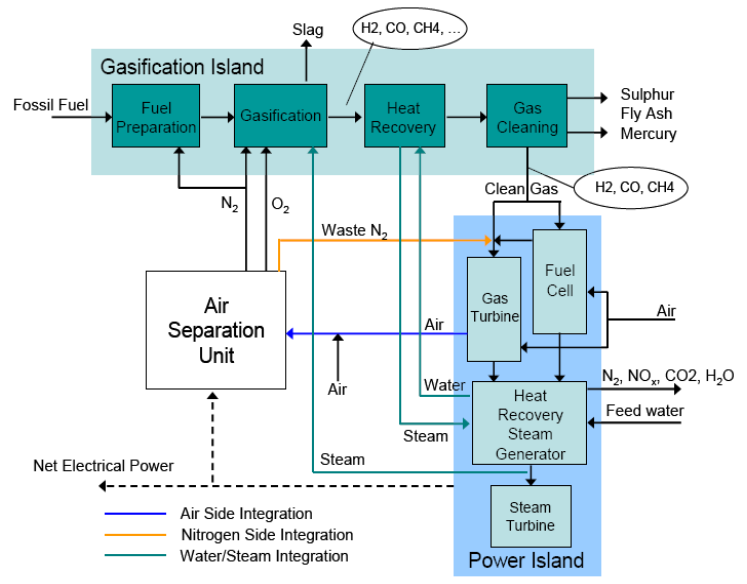 Slag
H2, CO, CH4, ...
Gasification Island
Fossil Fuel
Fuel
Preparation
Gasification
Heat
Recovery
Gas
Cleaning
Sulphur
Fly Ash
Mercury
Clean Gas
H2, CO, CH4
N2
O2
Waste N2
Air
Separation
Unit
Gas
Turbine
Fuel
Cell
Air
Air
Air
Water
Steam
Heat
Recovery
Steam
Generator
N2, NOx, CO2, H2O
Feed water
Steam
Net Electrical Power
Steam
Turbine
Air Side Integration
Nitrogen Side Integration
Water/Steam Integration
Power Island